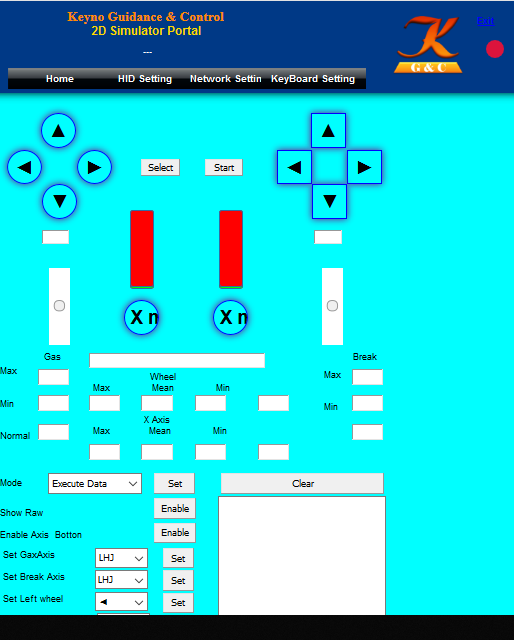 Keyno Guidance & Control
2D Simulator Portal
---
Exit
K
G & C
Home HID Setting Network Settin KeyBoard Setting
▲ ▲
◄ ► Select Start ◄ ►
▼ ▼
X n X n
Gas Break
Max Wheel Max
Max Mean Min
Min Min
X Axis
Normal Max Mean Min
Mode Execute Data Set Clear
Show Raw Enable
Enable Axis Botton Enable
Set GaxAxis LHJ Set
Set Break Axis LHJ Set
Set Left wheel ◄ Set